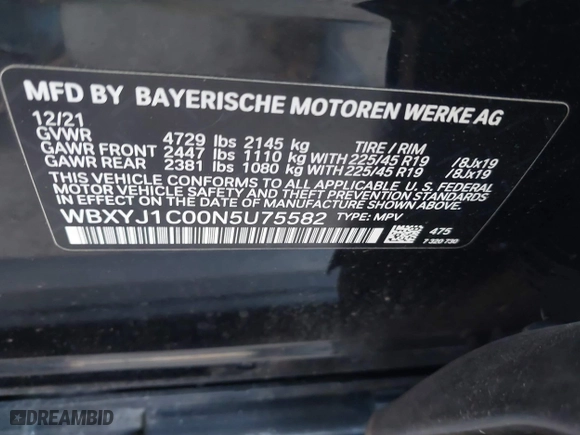 MFD BY BAYERISCHE MOTOREN WERKE AG
12/21
GVWR 4729 lbs 2145 kg TIRE / RIM
GAWR FRONT 2447 lbs 1110 kg WITH 225/45 R19 /8Jx19
GAWR REAR 2381 lbs 1080 kg WITH 225/45 R19 /8Jx19
THIS VEHICLE CONFORMS TO ALL APPLICABLE U. S. FEDERAL
MOTOR VEHICLE SAFETY AND THEFT PREVENTION STANDARDS
IN EFFECT ON THE DATE OF MANUFACTURE SHOWN ABOVE.
WBXYJ1C00N5U75582 TYPE: MPV
475
7 320 730
DREAMBID